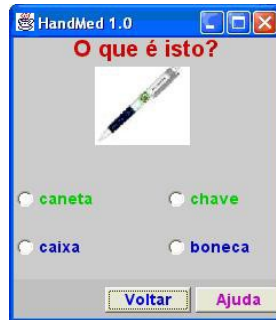 HandMed 1.0
O que é isto?
caneta chave
caixa boneca
Voltar Ajuda